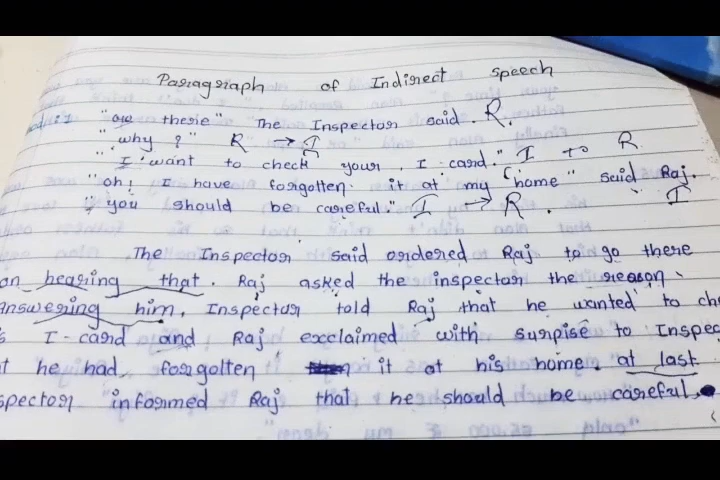 Paragraph of Indirect speech
"Go there" The Inspector said. R.
"why ?" R → I
"I want to check your I card." I to R
"oh! I have forgotten it at my home" said Raj. I
"you should be careful." I → R.
The Inspector said ordered Raj to go there
on hearing that. Raj asked the inspector the reason
answering him. Inspector told Raj that he wanted to
I-card and Raj exclaimed with surpise to
he had forgotten it at his home. at last
Inspector informed Raj that he should be careful.